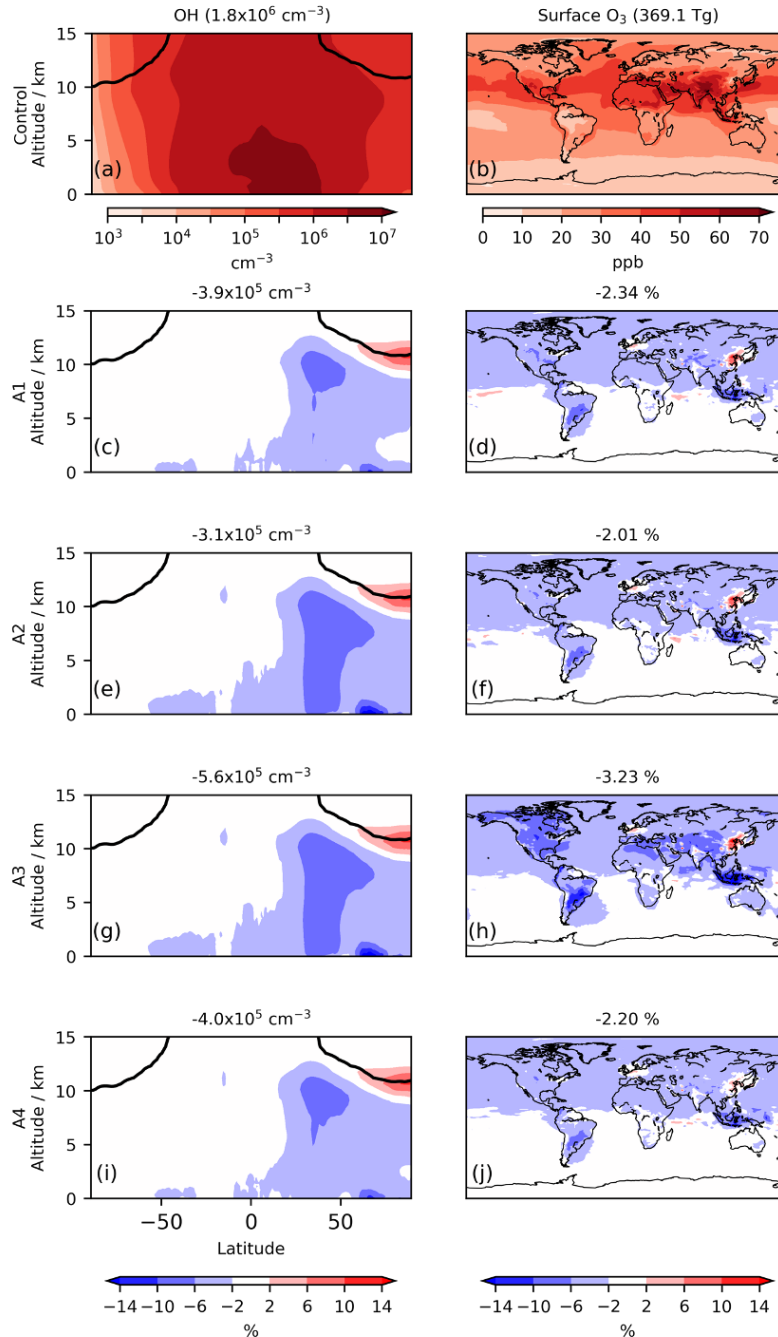 OH (1.8x10⁶ cm⁻³)
Surface O₃ (369.1 Tg)
Control
Altitude / km
15
10
5
0
(a)
(b)
10³ 10⁴ 10⁵ 10⁶ 10⁷
cm⁻³
0 10 20 30 40 50 60 70
ppb
-3.9x10⁵ cm⁻³
-2.34 %
A1
Altitude / km
15
10
5
0
(c)
(d)
-3.1x10⁵ cm⁻³
-2.01 %
A2
Altitude / km
15
10
5
0
(e)
(f)
-5.6x10⁵ cm⁻³
-3.23 %
A3
Altitude / km
15
10
5
0
(g)
(h)
-4.0x10⁵ cm⁻³
-2.20 %
A4
Altitude / km
15
10
5
0
(i)
(j)
−50 0 50
Latitude
−14 −10 −6 −2 2 6 10 14
%
−14 −10 −6 −2 2 6 10 14
%